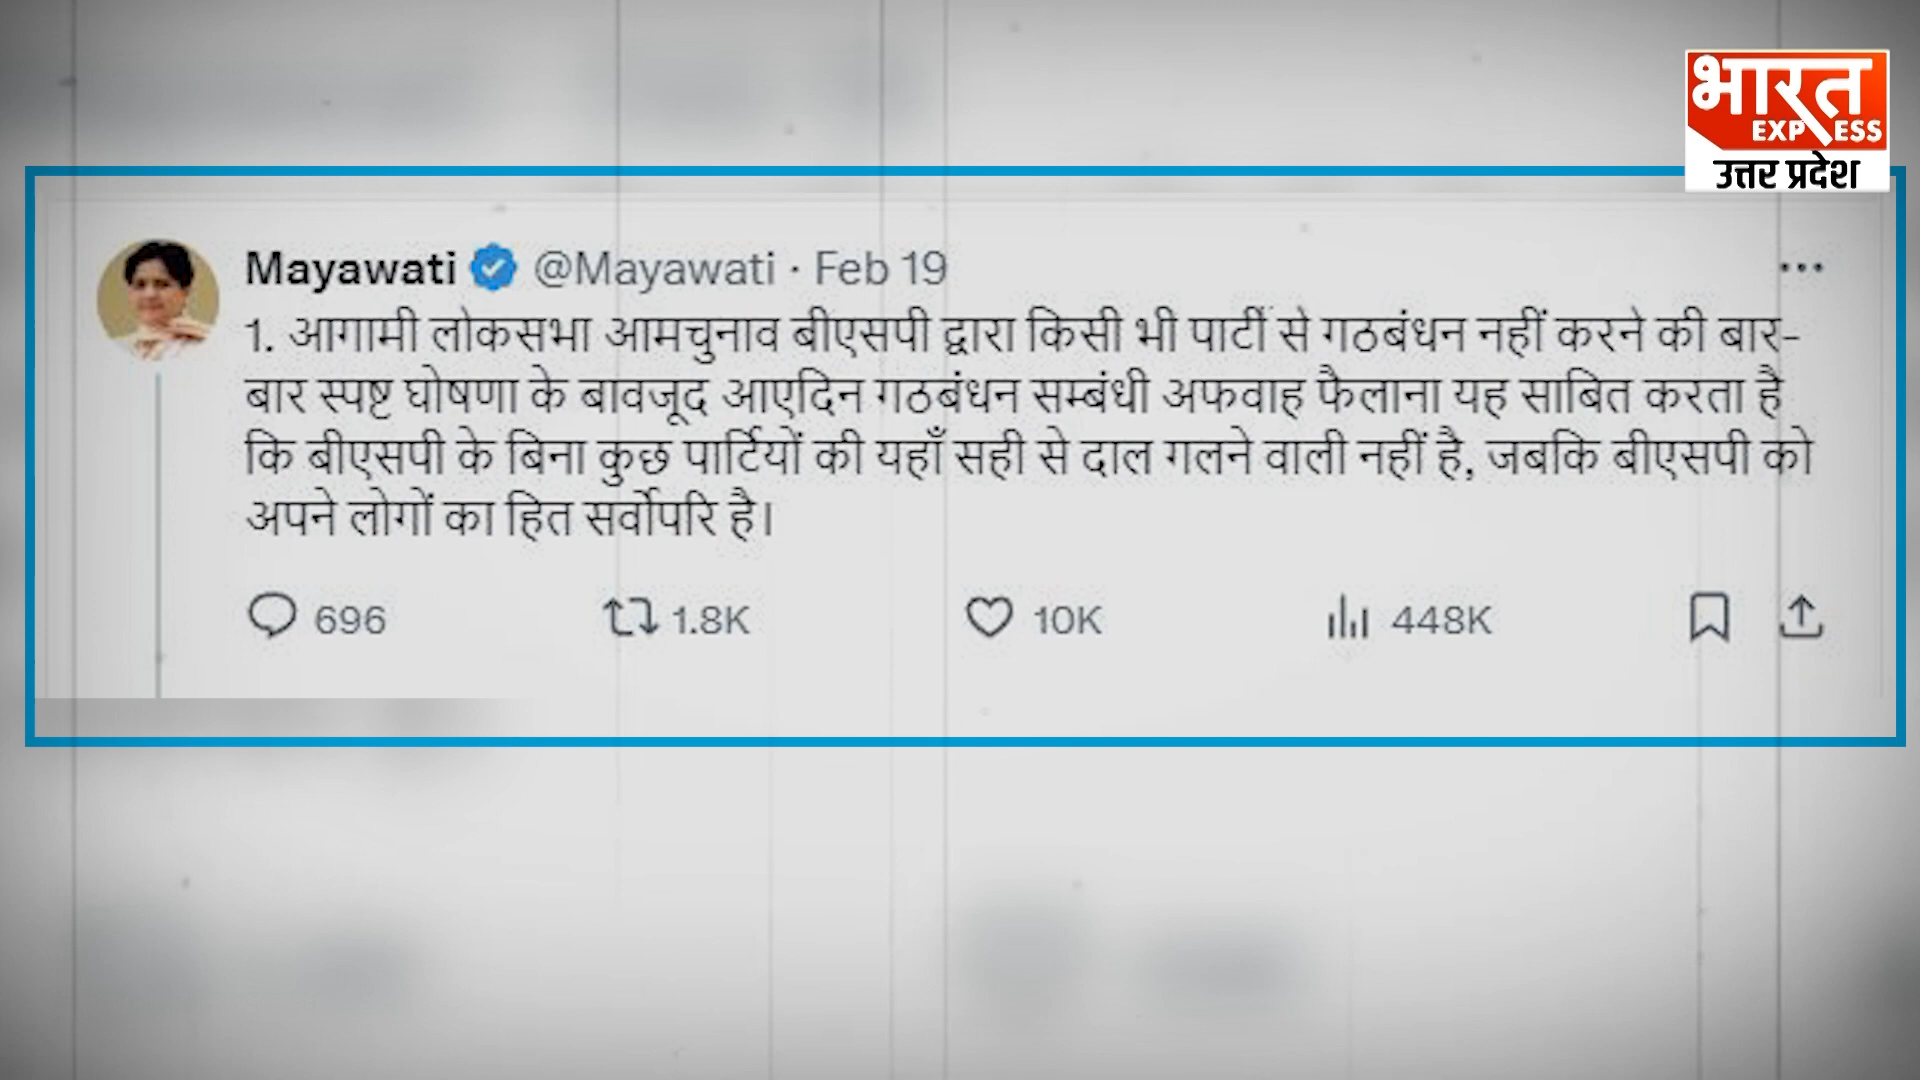 भारत
EXPRESS
उत्तर प्रदेश
Mayawati @Mayawati · Feb 19
1. आगामी लोकसभा आमचुनाव बीएसपी द्वारा किसी भी पार्टी से गठबंधन नहीं करने की बार-
बार स्पष्ट घोषणा के बावजूद आएदिन गठबंधन सम्बंधी अफवाह फैलाना यह साबित करता है
कि बीएसपी के बिना कुछ पार्टियों की यहाँ सही से दाल गलने वाली नहीं है, जबकि बीएसपी को
अपने लोगों का हित सर्वोपरि है।
696 1.8K 10K 448K